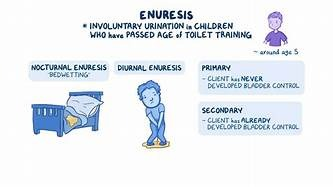 ENURESIS
* INVOLUNTARY URINATION in CHILDREN
WHO have PASSED AGE of TOILET TRAINING
~ around age 5
NOCTURNAL ENURESIS
"BEDWETTING"
DIURNAL ENURESIS
PRIMARY
- CLIENT has NEVER
DEVELOPED BLADDER CONTROL
SECONDARY
- CLIENT has ALREADY
DEVELOPED BLADDER CONTROL